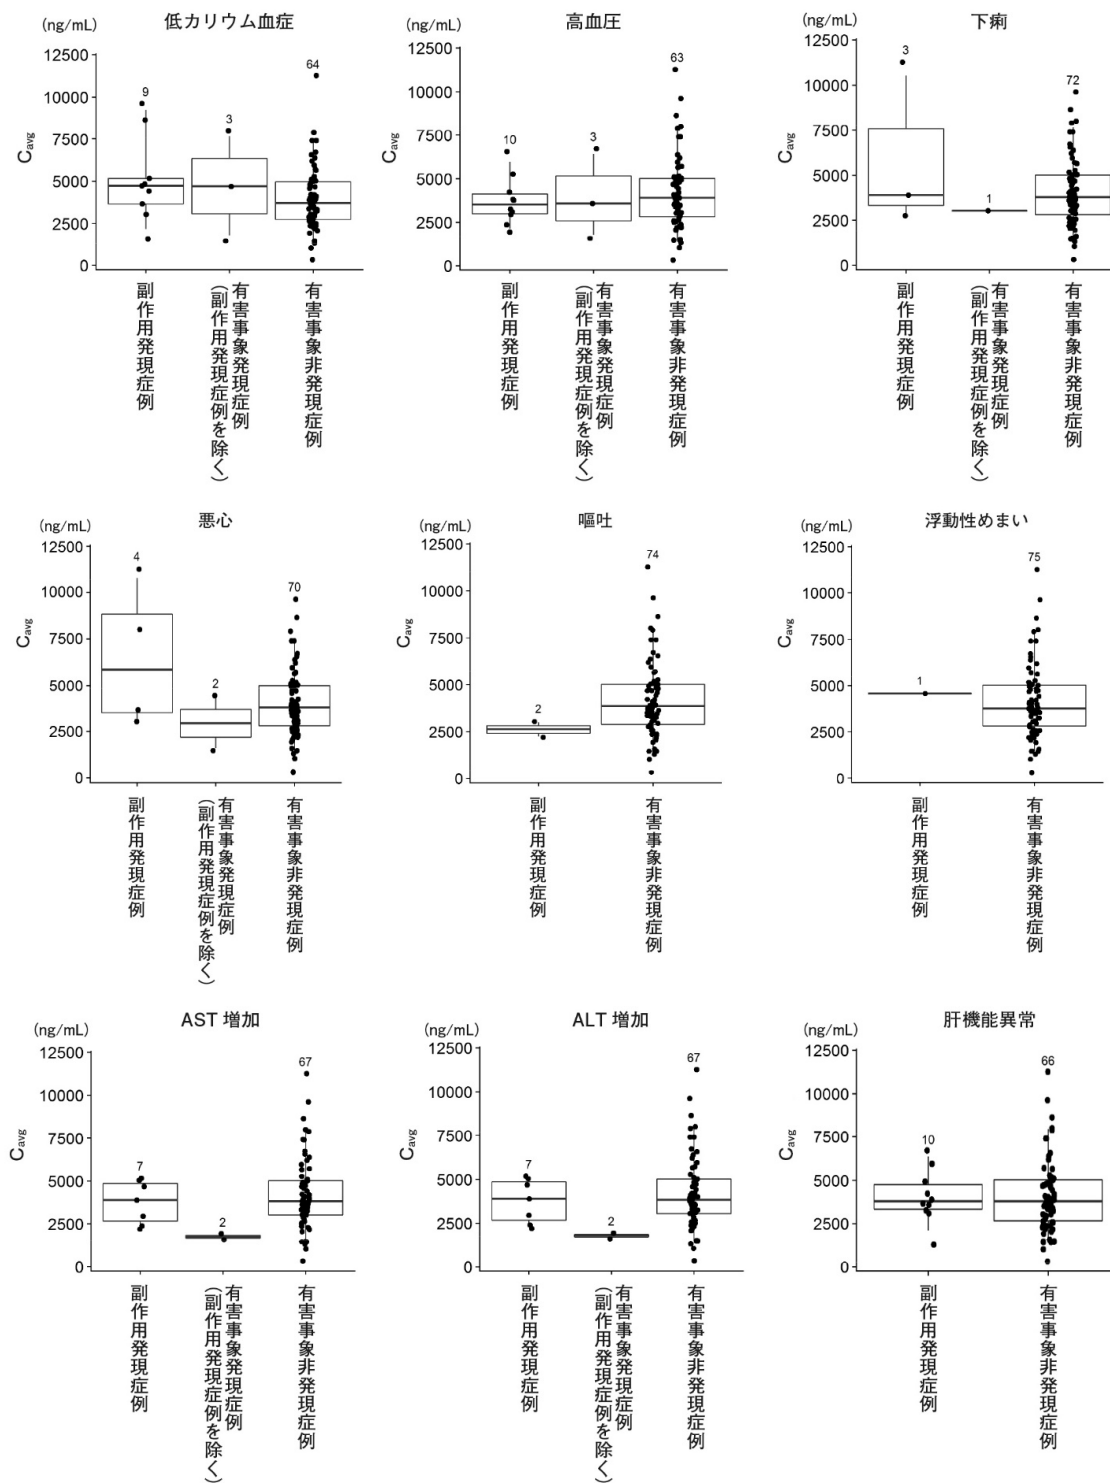 低カリウム血症
(ng/mL)
Cavg
12500
10000
7500
5000
2500
0
9
3
64
副作用発現症例
有害事象発現症例
(副作用発現症例を除く)
有害事象非発現症例
高血圧
(ng/mL)
Cavg
12500
10000
7500
5000
2500
0
10
3
63
副作用発現症例
有害事象発現症例
(副作用発現症例を除く)
有害事象非発現症例
下痢
(ng/mL)
Cavg
12500
10000
7500
5000
2500
0
3
1
72
副作用発現症例
有害事象発現症例
(副作用発現症例を除く)
有害事象非発現症例
悪心
(ng/mL)
Cavg
12500
10000
7500
5000
2500
0
4
2
70
副作用発現症例
有害事象発現症例
(副作用発現症例を除く)
有害事象非発現症例
嘔吐
(ng/mL)
Cavg
12500
10000
7500
5000
2500
0
2
74
副作用発現症例
有害事象非発現症例
浮動性めまい
(ng/mL)
Cavg
12500
10000
7500
5000
2500
0
1
75
副作用発現症例
有害事象非発現症例
AST 増加
(ng/mL)
Cavg
12500
10000
7500
5000
2500
0
7
2
67
副作用発現症例
有害事象発現症例
(副作用発現症例を除く)
有害事象非発現症例
ALT 増加
(ng/mL)
Cavg
12500
10000
7500
5000
2500
0
7
2
67
副作用発現症例
有害事象発現症例
(副作用発現症例を除く)
有害事象非発現症例
肝機能異常
(ng/mL)
Cavg
12500
10000
7500
5000
2500
0
10
66
副作用発現症例
有害事象非発現症例